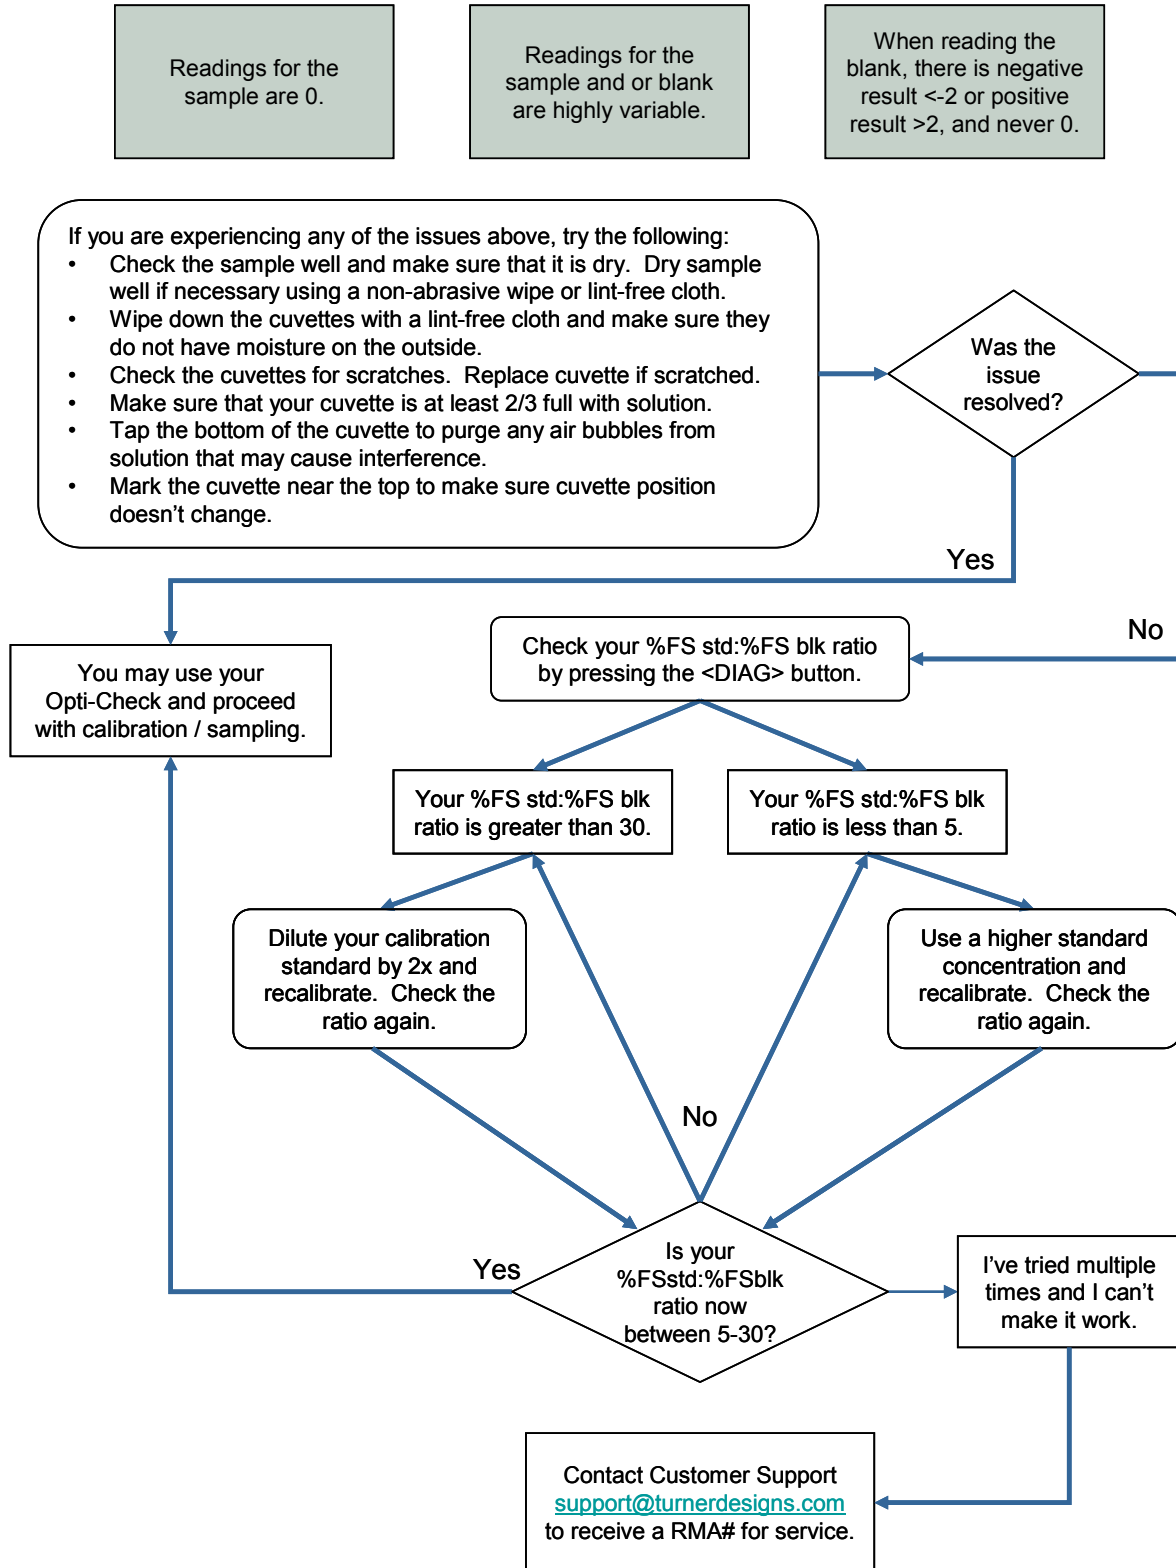 Readings for the
sample are 0.
Readings for the
sample and or blank
are highly variable.
When reading the
blank, there is negative
result <-2 or positive
result >2, and never 0.
If you are experiencing any of the issues above, try the following:
• Check the sample well and make sure that it is dry.  Dry sample
well if necessary using a non-abrasive wipe or lint-free cloth.
• Wipe down the cuvettes with a lint-free cloth and make sure they
do not have moisture on the outside.
• Check the cuvettes for scratches.  Replace cuvette if scratched.
• Make sure that your cuvette is at least 2/3 full with solution.
• Tap the bottom of the cuvette to purge any air bubbles from
solution that may cause interference.
• Mark the cuvette near the top to make sure cuvette position
doesn't change.
Was the
issue
resolved?
Yes
No
You may use your
Opti-Check and proceed
with calibration / sampling.
Check your %FS std:%FS blk ratio
by pressing the <DIAG> button.
Your %FS std:%FS blk
ratio is greater than 30.
Your %FS std:%FS blk
ratio is less than 5.
Dilute your calibration
standard by 2x and
recalibrate.  Check the
ratio again.
Use a higher standard
concentration and
recalibrate.  Check the
ratio again.
No
Yes
Is your
%FSstd:%FSblk
ratio now
between 5-30?
I've tried multiple
times and I can't
make it work.
Contact Customer Support
support@turnerdesigns.com
to receive a RMA# for service.